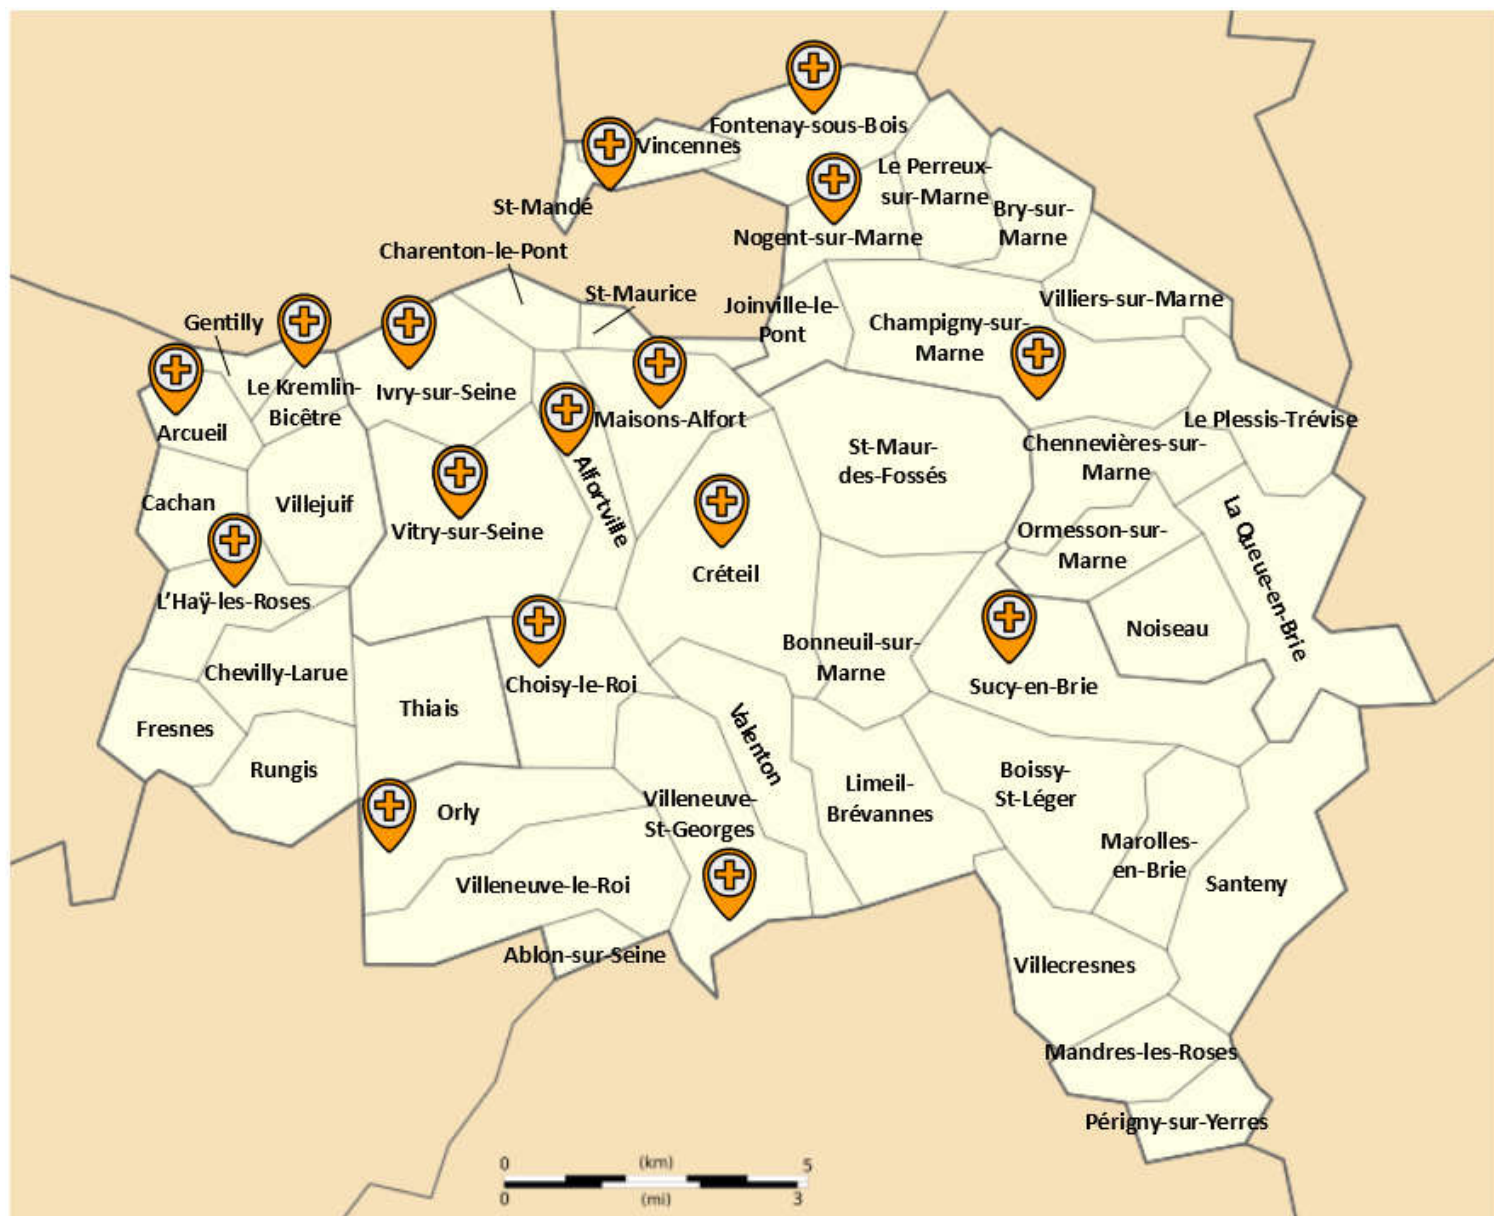 Fontenay-sous-Bois
Vincennes
Le Perreux-
sur-Marne
St-Mandé
Bry-sur-
Marne
Nogent-sur-Marne
Charenton-le-Pont
St-Maurice
Joinville-le-
Pont
Villiers-sur-Marne
Gentilly
Champigny-sur-
Marne
Le Kremlin-
Bicêtre
Ivry-sur-Seine
Arcueil
Maisons-Alfort
Le Plessis-Trévise
St-Maur-
des-Fossés
Chennevières-sur-
Marne
Cachan
Villejuif
Vitry-sur-Seine
Alfortville
Créteil
Ormesson-sur-
Marne
La Queue-en-Brie
L'Haÿ-les-Roses
Noiseau
Bonneuil-sur-
Marne
Chevilly-Larue
Choisy-le-Roi
Sucy-en-Brie
Thiais
Fresnes
Valenton
Rungis
Limeil-
Brévannes
Boissy-
St-Léger
Orly
Villeneuve-
St-Georges
Marolles-
en-Brie
Villeneuve-le-Roi
Santeny
Ablon-sur-Seine
Villecresnes
Mandres-les-Roses
Périgny-sur-Yerres
0 (km) 5
0 (mi) 3